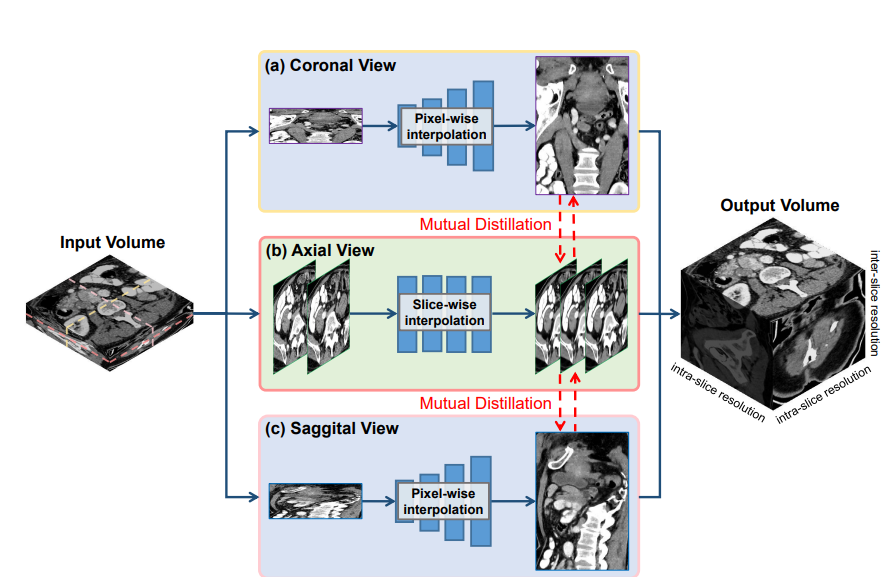 (a) Coronal View
Pixel-wise
interpolation
Mutual Distillation
Input Volume
(b) Axial View
Slice-wise
interpolation
Output Volume
inter-slice resolution
intra-slice resolution
intra-slice resolution
Mutual Distillation
(c) Saggital View
Pixel-wise
interpolation